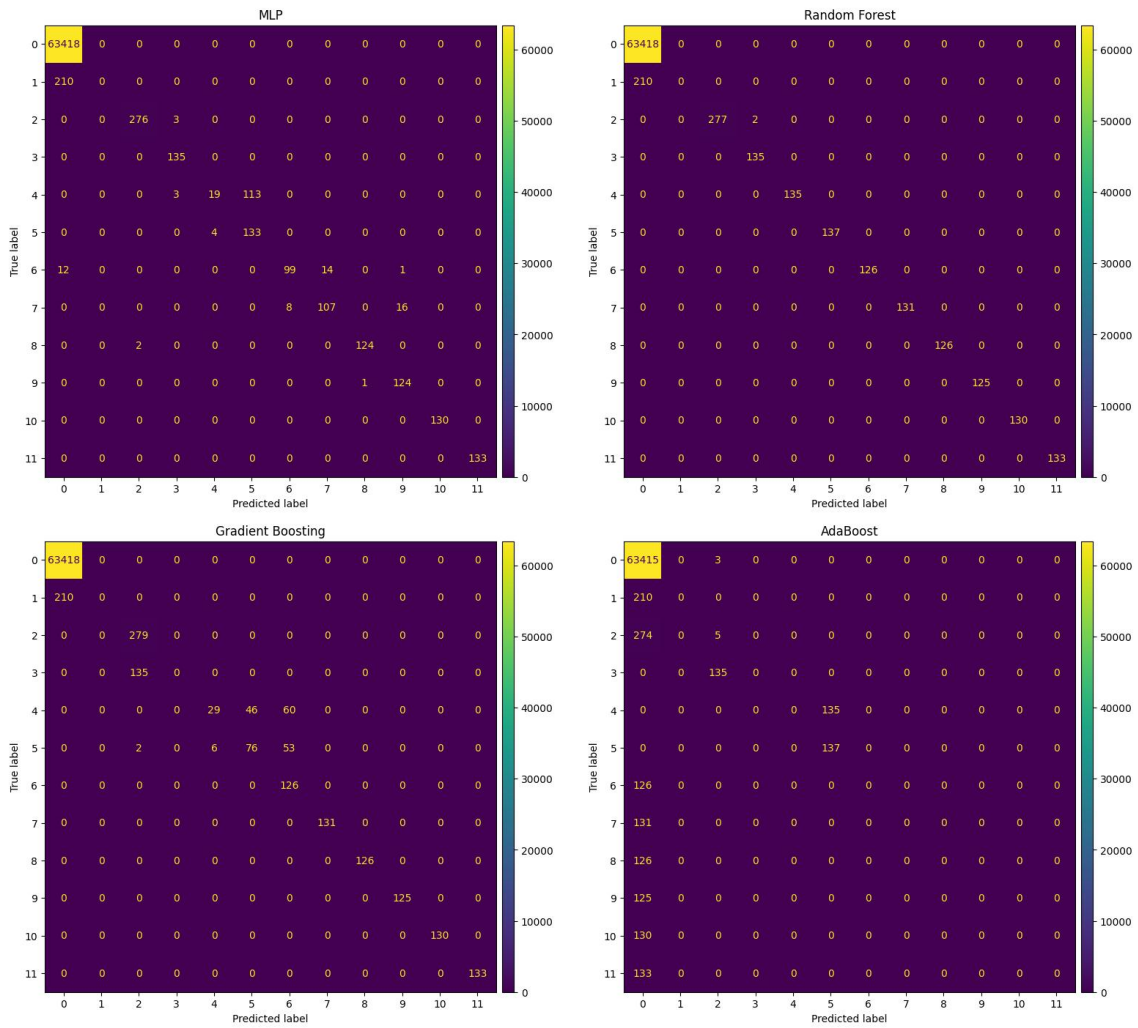 MLP
0 63418 0 0 0 0 0 0 0 0 0 0 0
1 210 0 0 0 0 0 0 0 0 0 0 0
2 0 0 276 3 0 0 0 0 0 0 0 0
3 0 0 0 135 0 0 0 0 0 0 0 0
4 0 0 0 3 19 113 0 0 0 0 0 0
5 0 0 0 0 4 133 0 0 0 0 0 0
6 12 0 0 0 0 0 99 14 0 1 0 0
7 0 0 0 0 0 0 8 107 0 16 0 0
8 0 0 2 0 0 0 0 0 124 0 0 0
9 0 0 0 0 0 0 0 0 1 124 0 0
10 0 0 0 0 0 0 0 0 0 0 130 0
11 0 0 0 0 0 0 0 0 0 0 0 133
0 1 2 3 4 5 6 7 8 9 10 11
Predicted label
True label
60000
50000
40000
30000
20000
10000
0
Random Forest
0 63418 0 0 0 0 0 0 0 0 0 0 0
1 210 0 0 0 0 0 0 0 0 0 0 0
2 0 0 277 2 0 0 0 0 0 0 0 0
3 0 0 0 135 0 0 0 0 0 0 0 0
4 0 0 0 0 135 0 0 0 0 0 0 0
5 0 0 0 0 0 137 0 0 0 0 0 0
6 0 0 0 0 0 0 126 0 0 0 0 0
7 0 0 0 0 0 0 0 131 0 0 0 0
8 0 0 0 0 0 0 0 0 126 0 0 0
9 0 0 0 0 0 0 0 0 0 125 0 0
10 0 0 0 0 0 0 0 0 0 0 130 0
11 0 0 0 0 0 0 0 0 0 0 0 133
0 1 2 3 4 5 6 7 8 9 10 11
Predicted label
True label
60000
50000
40000
30000
20000
10000
0
Gradient Boosting
0 63418 0 0 0 0 0 0 0 0 0 0 0
1 210 0 0 0 0 0 0 0 0 0 0 0
2 0 0 279 0 0 0 0 0 0 0 0 0
3 0 0 135 0 0 0 0 0 0 0 0 0
4 0 0 0 0 29 46 60 0 0 0 0 0
5 0 0 2 0 6 76 53 0 0 0 0 0
6 0 0 0 0 0 0 126 0 0 0 0 0
7 0 0 0 0 0 0 0 131 0 0 0 0
8 0 0 0 0 0 0 0 0 126 0 0 0
9 0 0 0 0 0 0 0 0 0 125 0 0
10 0 0 0 0 0 0 0 0 0 0 130 0
11 0 0 0 0 0 0 0 0 0 0 0 133
0 1 2 3 4 5 6 7 8 9 10 11
Predicted label
True label
60000
50000
40000
30000
20000
10000
0
AdaBoost
0 63415 0 3 0 0 0 0 0 0 0 0 0
1 210 0 0 0 0 0 0 0 0 0 0 0
2 274 0 5 0 0 0 0 0 0 0 0 0
3 0 0 135 0 0 0 0 0 0 0 0 0
4 0 0 0 0 0 135 0 0 0 0 0 0
5 0 0 0 0 0 137 0 0 0 0 0 0
6 126 0 0 0 0 0 0 0 0 0 0 0
7 131 0 0 0 0 0 0 0 0 0 0 0
8 126 0 0 0 0 0 0 0 0 0 0 0
9 125 0 0 0 0 0 0 0 0 0 0 0
10 130 0 0 0 0 0 0 0 0 0 0 0
11 133 0 0 0 0 0 0 0 0 0 0 0
0 1 2 3 4 5 6 7 8 9 10 11
Predicted label
True label
60000
50000
40000
30000
20000
10000
0